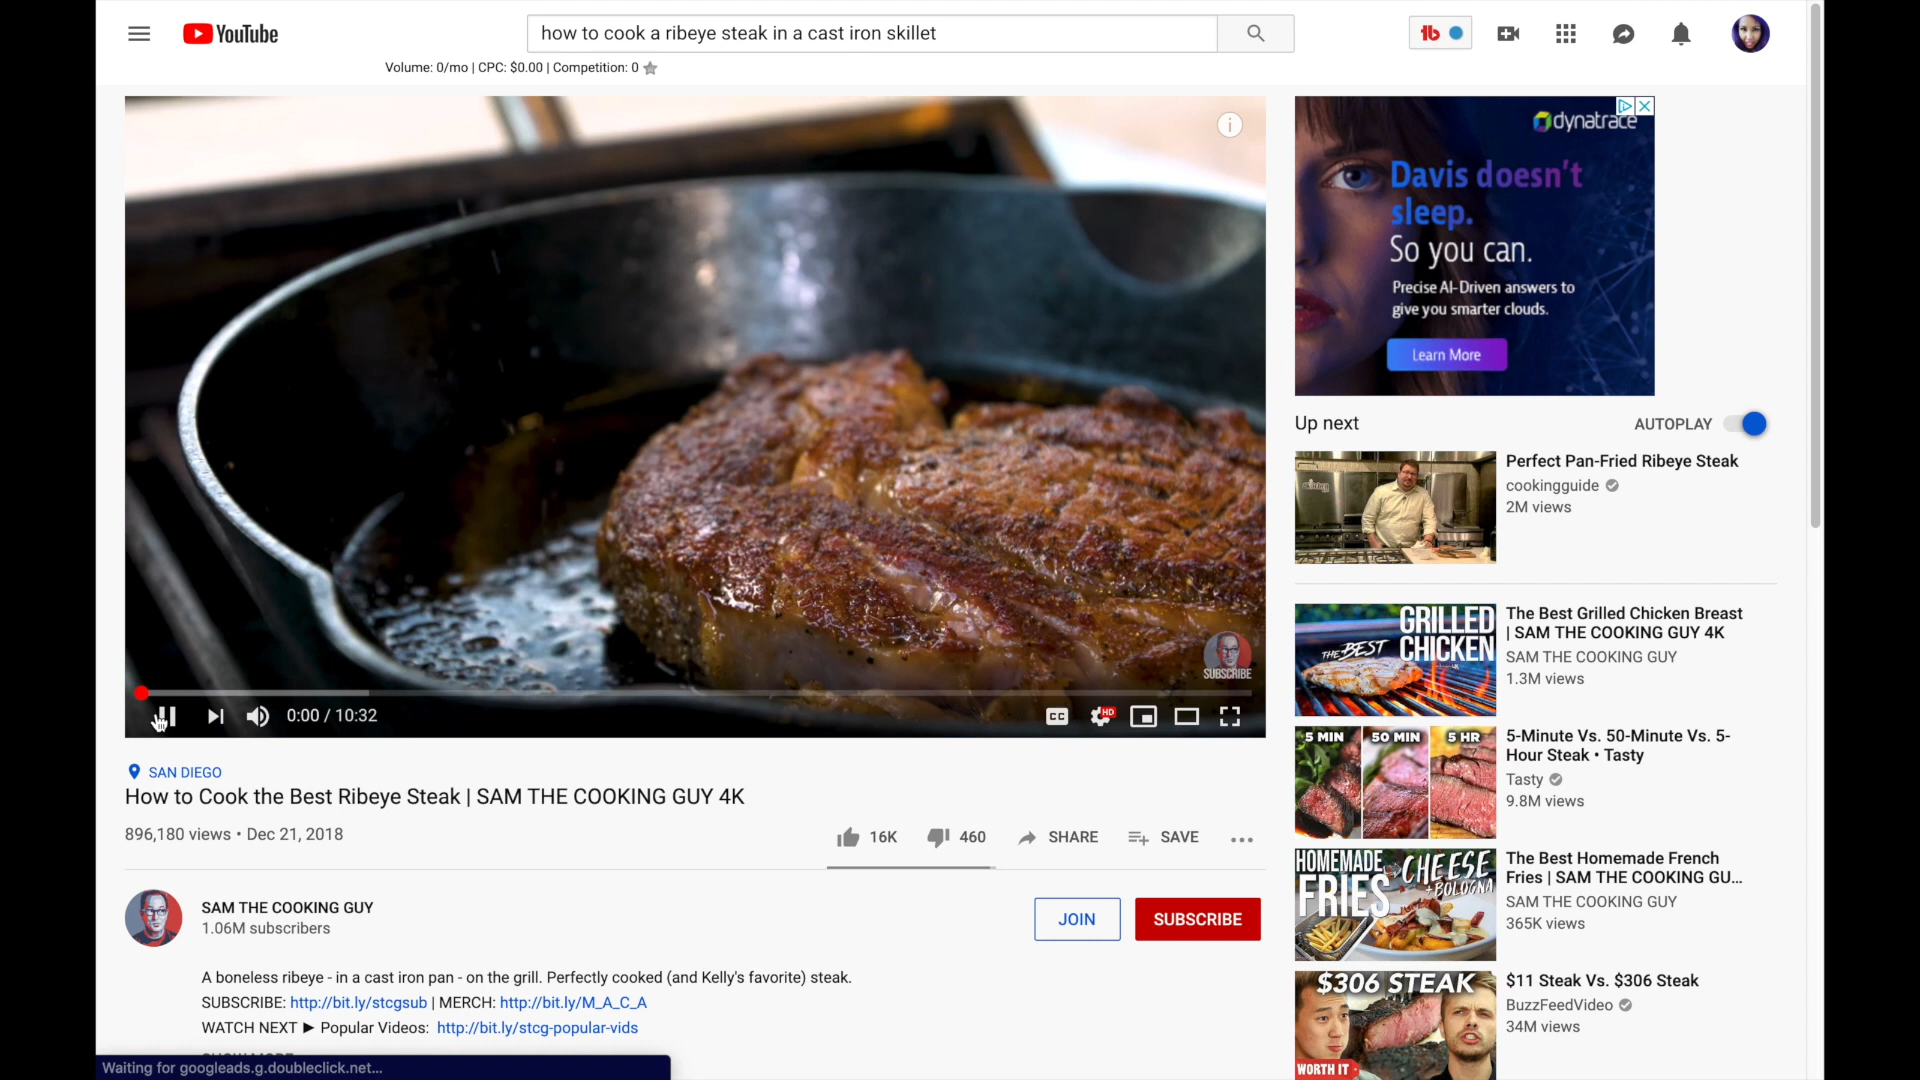 YouTube
how to cook a ribeye steak in a cast iron skillet
Volume: 0/mo | CPC: $0.00 | Competition: 0
SUBSCRIBE
0:00 / 10:32
CC
HD
SAN DIEGO
How to Cook the Best Ribeye Steak | SAM THE COOKING GUY 4K
896,180 views • Dec 21, 2018
16K
460
SHARE
SAVE
SAM THE COOKING GUY
1.06M subscribers
JOIN
SUBSCRIBE
A boneless ribeye - in a cast iron pan - on the grill. Perfectly cooked (and Kelly's favorite) steak.
SUBSCRIBE: http://bit.ly/stcgsub | MERCH: http://bit.ly/M_A_C_A
WATCH NEXT ► Popular Videos: http://bit.ly/stcg-popular-vids
Waiting for googleads.g.doubleclick.net...
dynatrace
Davis doesn't
sleep.
So you can.
Precise AI-Driven answers to
give you smarter clouds.
Learn More
Up next
AUTOPLAY
Perfect Pan-Fried Ribeye Steak
cookingguide
2M views
THE BEST
GRILLED
CHICKEN
The Best Grilled Chicken Breast
| SAM THE COOKING GUY 4K
SAM THE COOKING GUY
1.3M views
5 MIN
50 MIN
5 HR
5-Minute Vs. 50-Minute Vs. 5-
Hour Steak • Tasty
Tasty
9.8M views
HOMEMADE
FRIES
CHEESE
+BOLOGNA
The Best Homemade French
Fries | SAM THE COOKING GU...
SAM THE COOKING GUY
365K views
$306 STEAK
WORTH IT
$11 Steak Vs. $306 Steak
BuzzFeedVideo
34M views